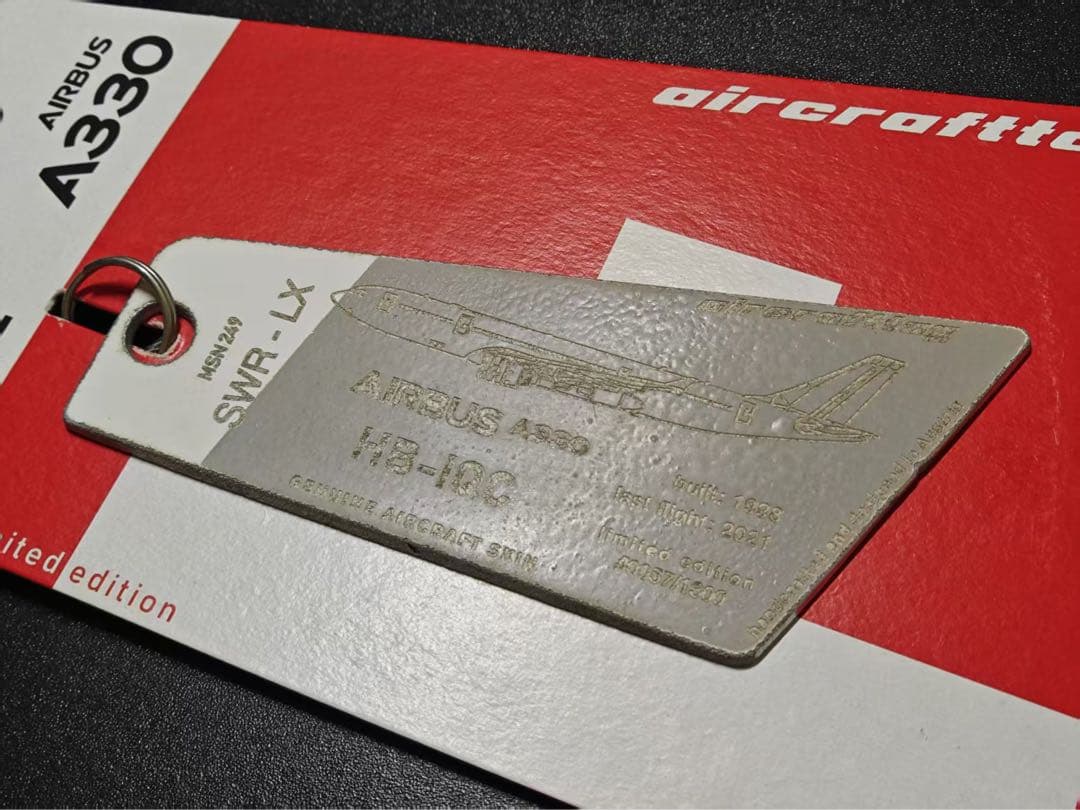 AIRBUS
A330
aircraftta
MSN 249
SWR - LX
AIRBUS A330
HB-IQC
GENUINE AIRCRAFT SKIN
built: 1998
last flight: 2021
limited edition
ited edition